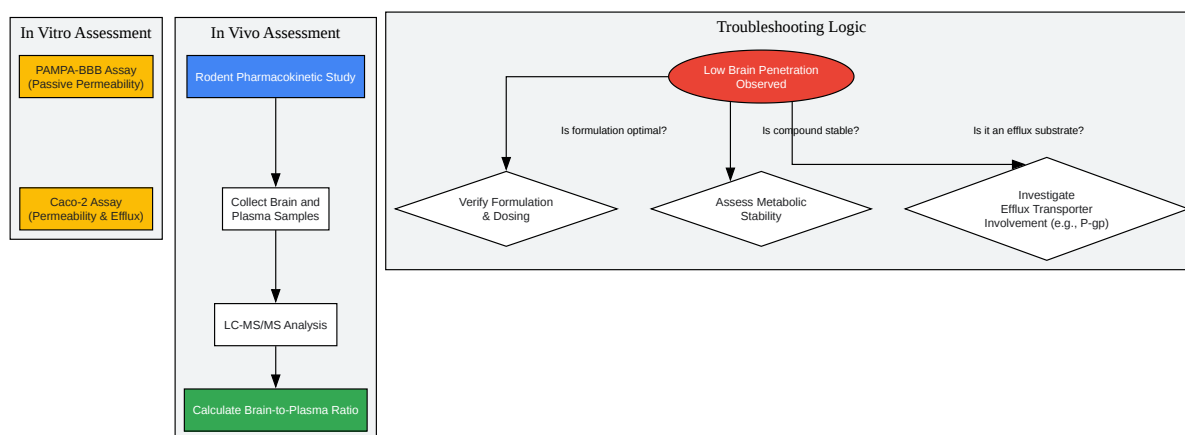 In Vitro Assessment
PAMPA-BBB Assay
(Passive Permeability)
Caco-2 Assay
(Permeability & Efflux)
In Vivo Assessment
Rodent Pharmacokinetic Study
Collect Brain and
Plasma Samples
LC-MS/MS Analysis
Calculate Brain-to-Plasma Ratio
Troubleshooting Logic
Low Brain Penetration
Observed
Is formulation optimal?
Is compound stable?
Is it an efflux substrate?
Verify Formulation
& Dosing
Assess Metabolic
Stability
Investigate
Efflux Transporter
Involvement (e.g., P-gp)